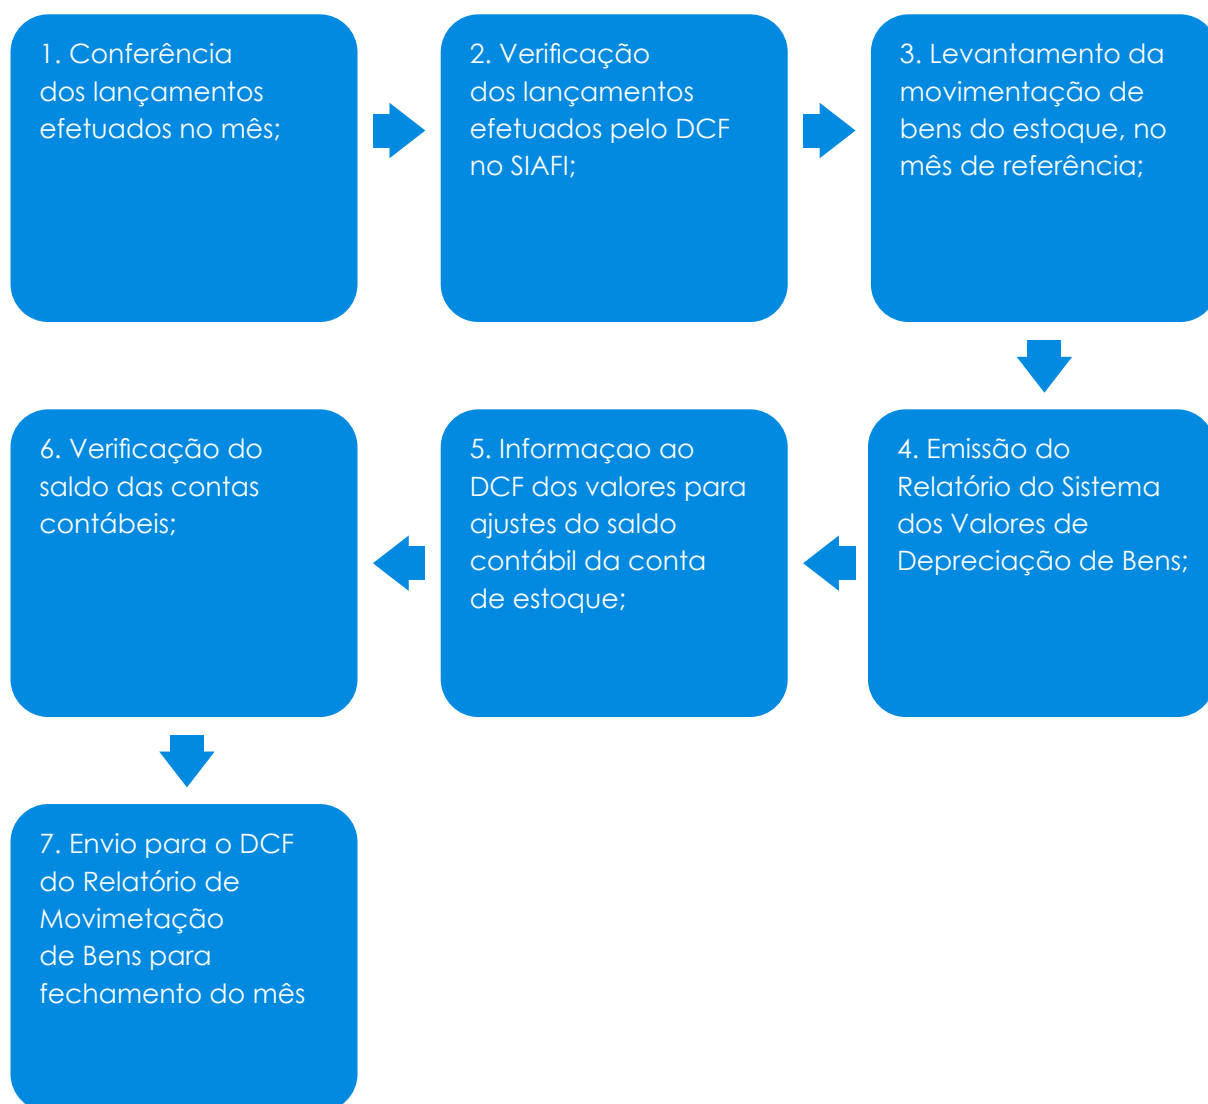 1. Conferência
dos lançamentos
efetuados no mês;
2. Verificação
dos lançamentos
efetuados pelo DCF
no SIAFI;
3. Levantamento da
movimentação de
bens do estoque, no
mês de referência;
4. Emissão do
Relatório do Sistema
dos Valores de
Depreciação de Bens;
5. Informaçao ao
DCF dos valores para
ajustes do saldo
contábil da conta
de estoque;
6. Verificação do
saldo das contas
contábeis;
7. Envio para o DCF
do Relatório de
Movimetação
de Bens para
fechamento do mês